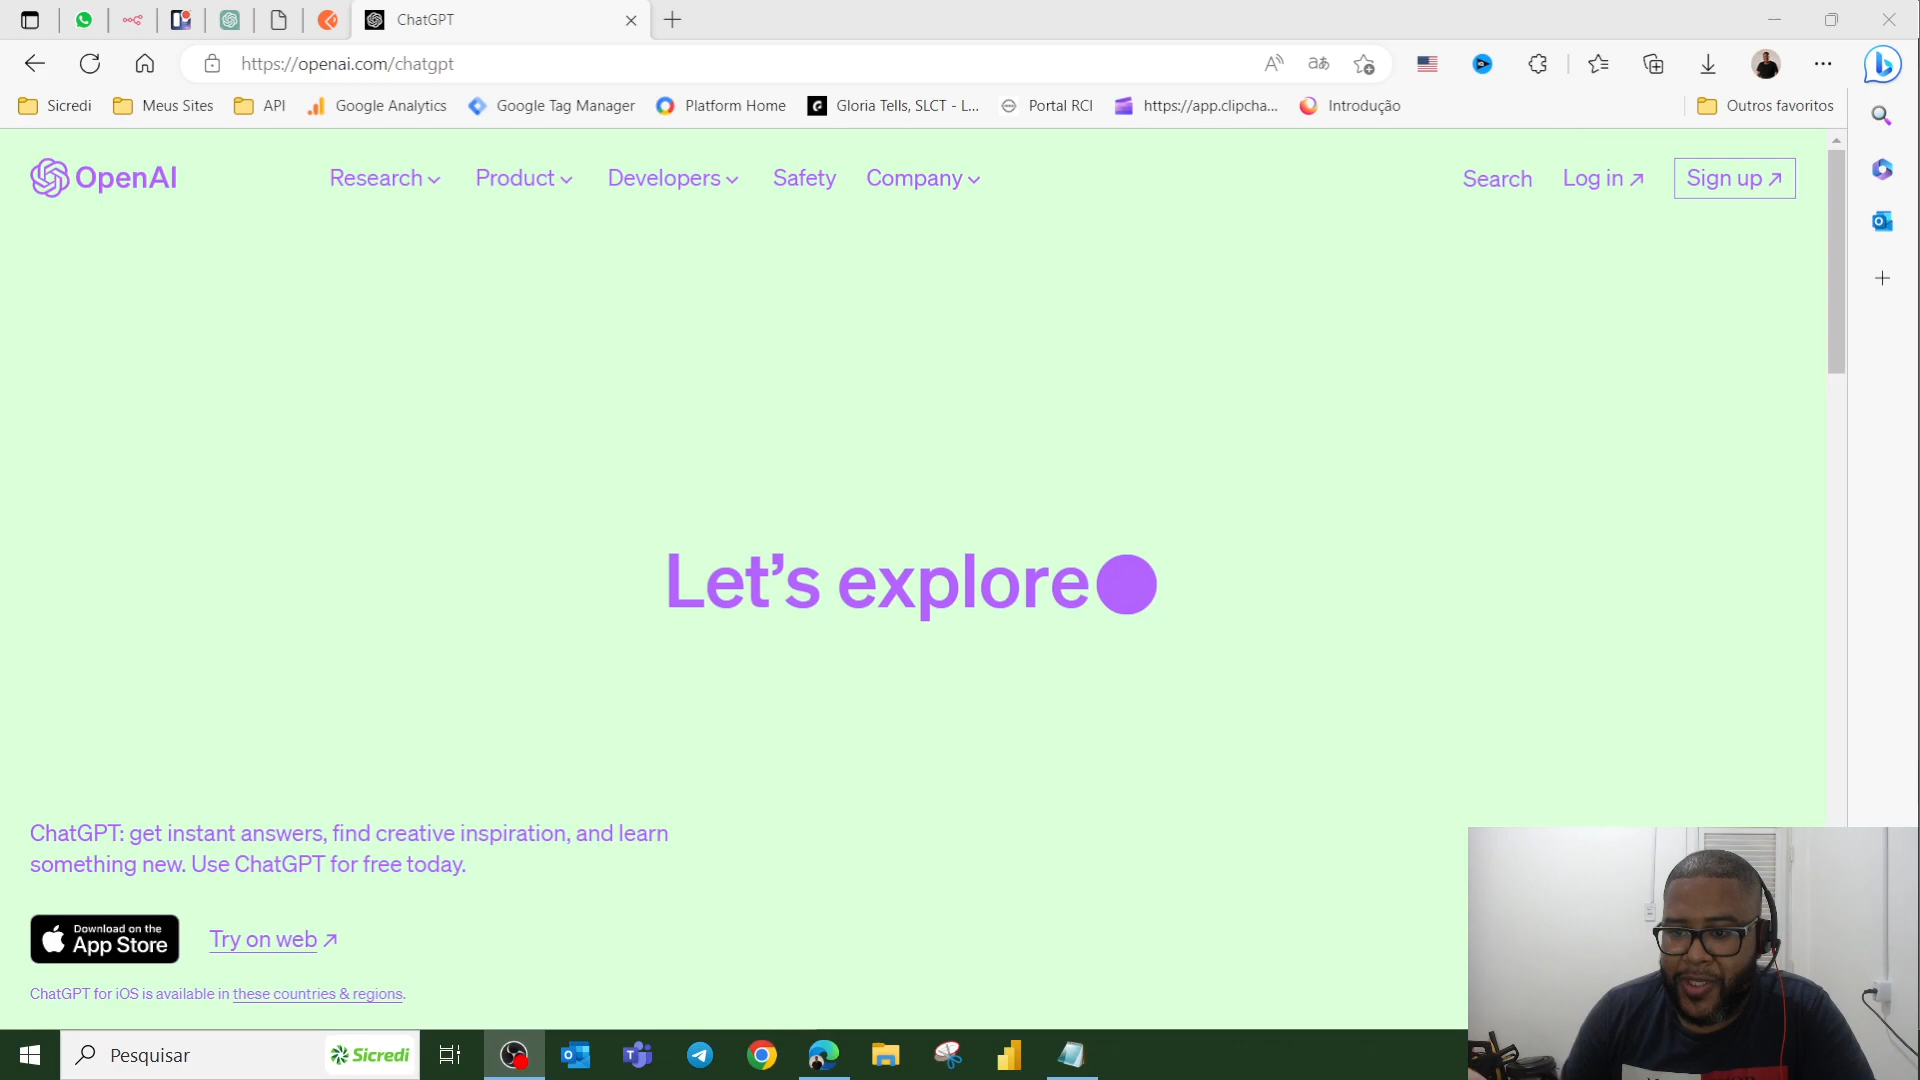 ChatGPT
https://openai.com/chatgpt
Sicredi
Meus Sites
API
Google Analytics
Google Tag Manager
Platform Home
Gloria Tells, SLCT - L...
Portal RCI
https://app.clipcha...
Introdução
Outros favoritos
OpenAI
Research
Product
Developers
Safety
Company
Search
Log in
Sign up
Let's explore
ChatGPT: get instant answers, find creative inspiration, and learn
something new. Use ChatGPT for free today.
Download on the
App Store
Try on web
ChatGPT for iOS is available in these countries & regions.
Pesquisar
Sicredi